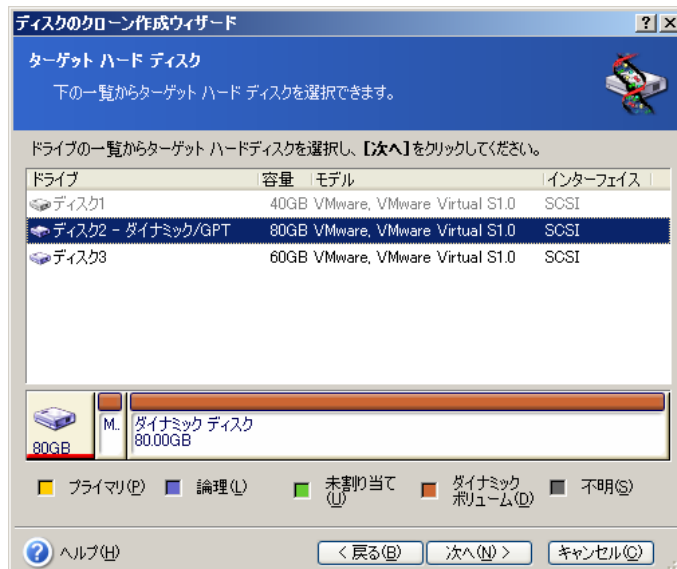 ディスクのクローン作成ウィザード
ターゲット ハード ディスク
下の一覧からターゲット ハード ディスクを選択できます。
ドライブの一覧からターゲット ハードディスクを選択し、[次へ]をクリックしてください。
ドライブ 容量 モデル インターフェイス
ディスク1 40GB VMware, VMware Virtual S1.0 SCSI
ディスク2 - ダイナミック/GPT 80GB VMware, VMware Virtual S1.0 SCSI
ディスク3 60GB VMware, VMware Virtual S1.0 SCSI
80GB
M..
ダイナミック ディスク
80.00GB
プライマリ(P) 論理(L) 未割り当て(U) ダイナミック ボリューム(D) 不明(S)
ヘルプ(H) < 戻る(B) 次へ(N) > キャンセル(C)